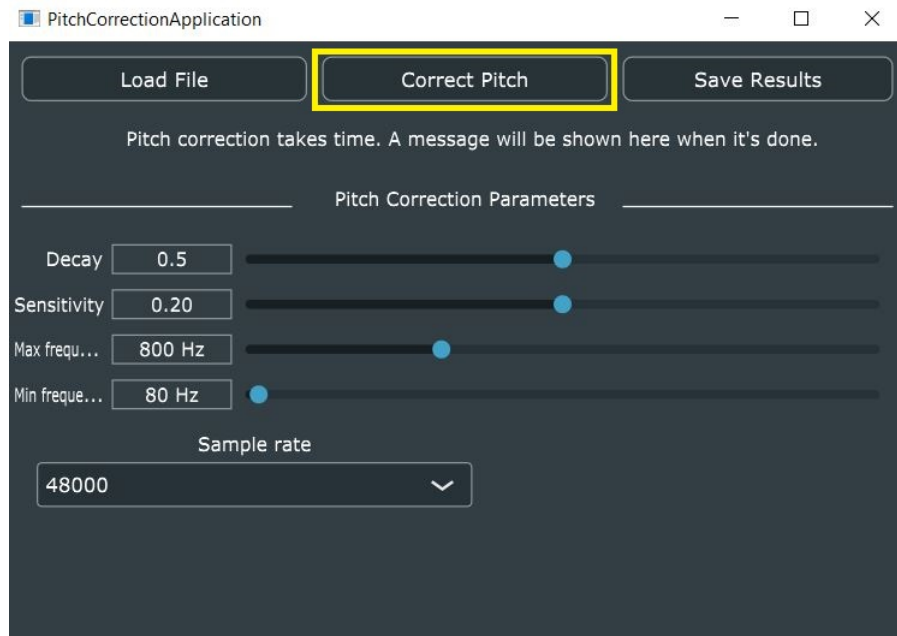 PitchCorrectionApplication
Load File
Correct Pitch
Save Results
Pitch correction takes time. A message will be shown here when it's done.
Pitch Correction Parameters
Decay 0.5
Sensitivity 0.20
Max frequ... 800 Hz
Min freque... 80 Hz
Sample rate
48000